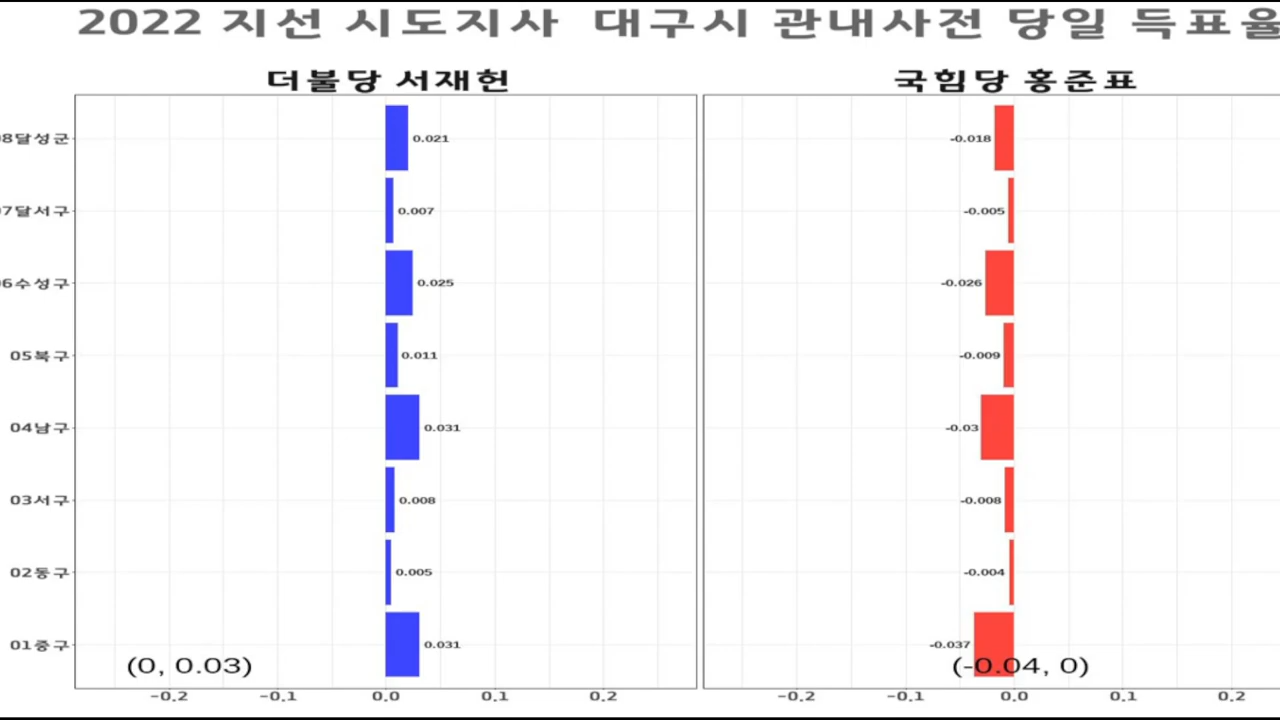 2022 지선 시도지사 대구시 관내사전 당일 득표율
더불당 서재헌
국힘당 홍준표
08달성군
0.021
-0.018
07달서구
0.007
-0.005
06수성구
0.025
-0.026
05북구
0.011
-0.009
04남구
0.031
-0.03
03서구
0.008
-0.008
02동구
0.005
-0.004
01중구
0.031
-0.037
(0, 0.03)
(-0.04, 0)
-0.2 -0.1 0.0 0.1 0.2
-0.2 -0.1 0.0 0.1 0.2